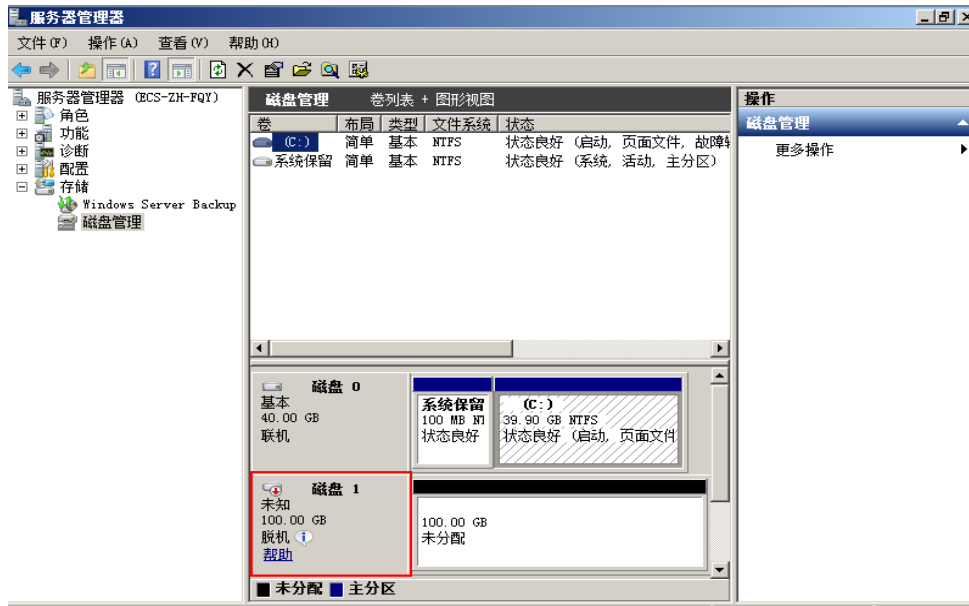 服务器管理器
文件(F) 操作(A) 查看(V) 帮助(H)
服务器管理器 (ECS-ZH-FQY)
角色
功能
诊断
配置
存储
Windows Server Backup
磁盘管理
磁盘管理 卷列表 + 图形视图
卷 布局 类型 文件系统 状态
(C:) 简单 基本 NTFS 状态良好 (启动, 页面文件, 故障转
系统保留 简单 基本 NTFS 状态良好 (系统, 活动, 主分区)
磁盘 0
基本
40.00 GB
联机
系统保留
100 MB NT
状态良好
(C:)
39.90 GB NTFS
状态良好 (启动, 页面文件
磁盘 1
未知
100.00 GB
脱机
帮助
100.00 GB
未分配
未分配 主分区
操作
磁盘管理
更多操作